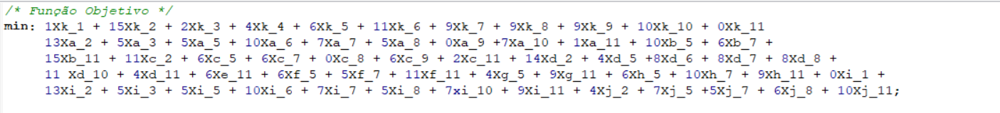 /* Função Objetivo */
min: 1Xk_1 + 15Xk_2 + 2Xk_3 + 4Xk_4 + 6Xk_5 + 11Xk_6 + 9Xk_7 + 9Xk_8 + 9Xk_9 + 10Xk_10 + 0Xk_11
13Xa_2 + 5Xa_3 + 5Xa_5 + 10Xa_6 + 7Xa_7 + 5Xa_8 + 0Xa_9 +7Xa_10 + 1Xa_11 + 10Xb_5 + 6Xb_7 +
15Xb_11 + 11Xc_2 + 6Xc_5 + 6Xc_7 + 0Xc_8 + 6Xc_9 + 2Xc_11 + 14Xd_2 + 4Xd_5 +8Xd_6 + 8Xd_7 + 8Xd_8 +
11 Xd_10 + 4Xd_11 + 6Xe_11 + 6Xf_5 + 5Xf_7 + 11Xf_11 + 4Xg_5 + 9Xg_11 + 6Xh_5 + 10Xh_7 + 9Xh_11 + 0Xi_1 +
13Xi_2 + 5Xi_3 + 5Xi_5 + 10Xi_6 + 7Xi_7 + 5Xi_8 + 7xi_10 + 9Xi_11 + 4Xj_2 + 7Xj_5 +5Xj_7 + 6Xj_8 + 10Xj_11;